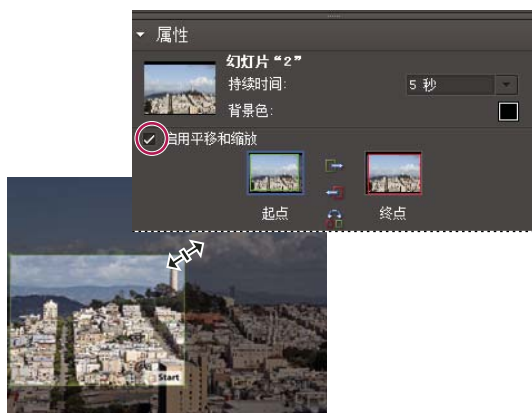 属性
幻灯片“2”
持续时间: 5 秒
背景色:
启用平移和缩放
起点 终点
Start